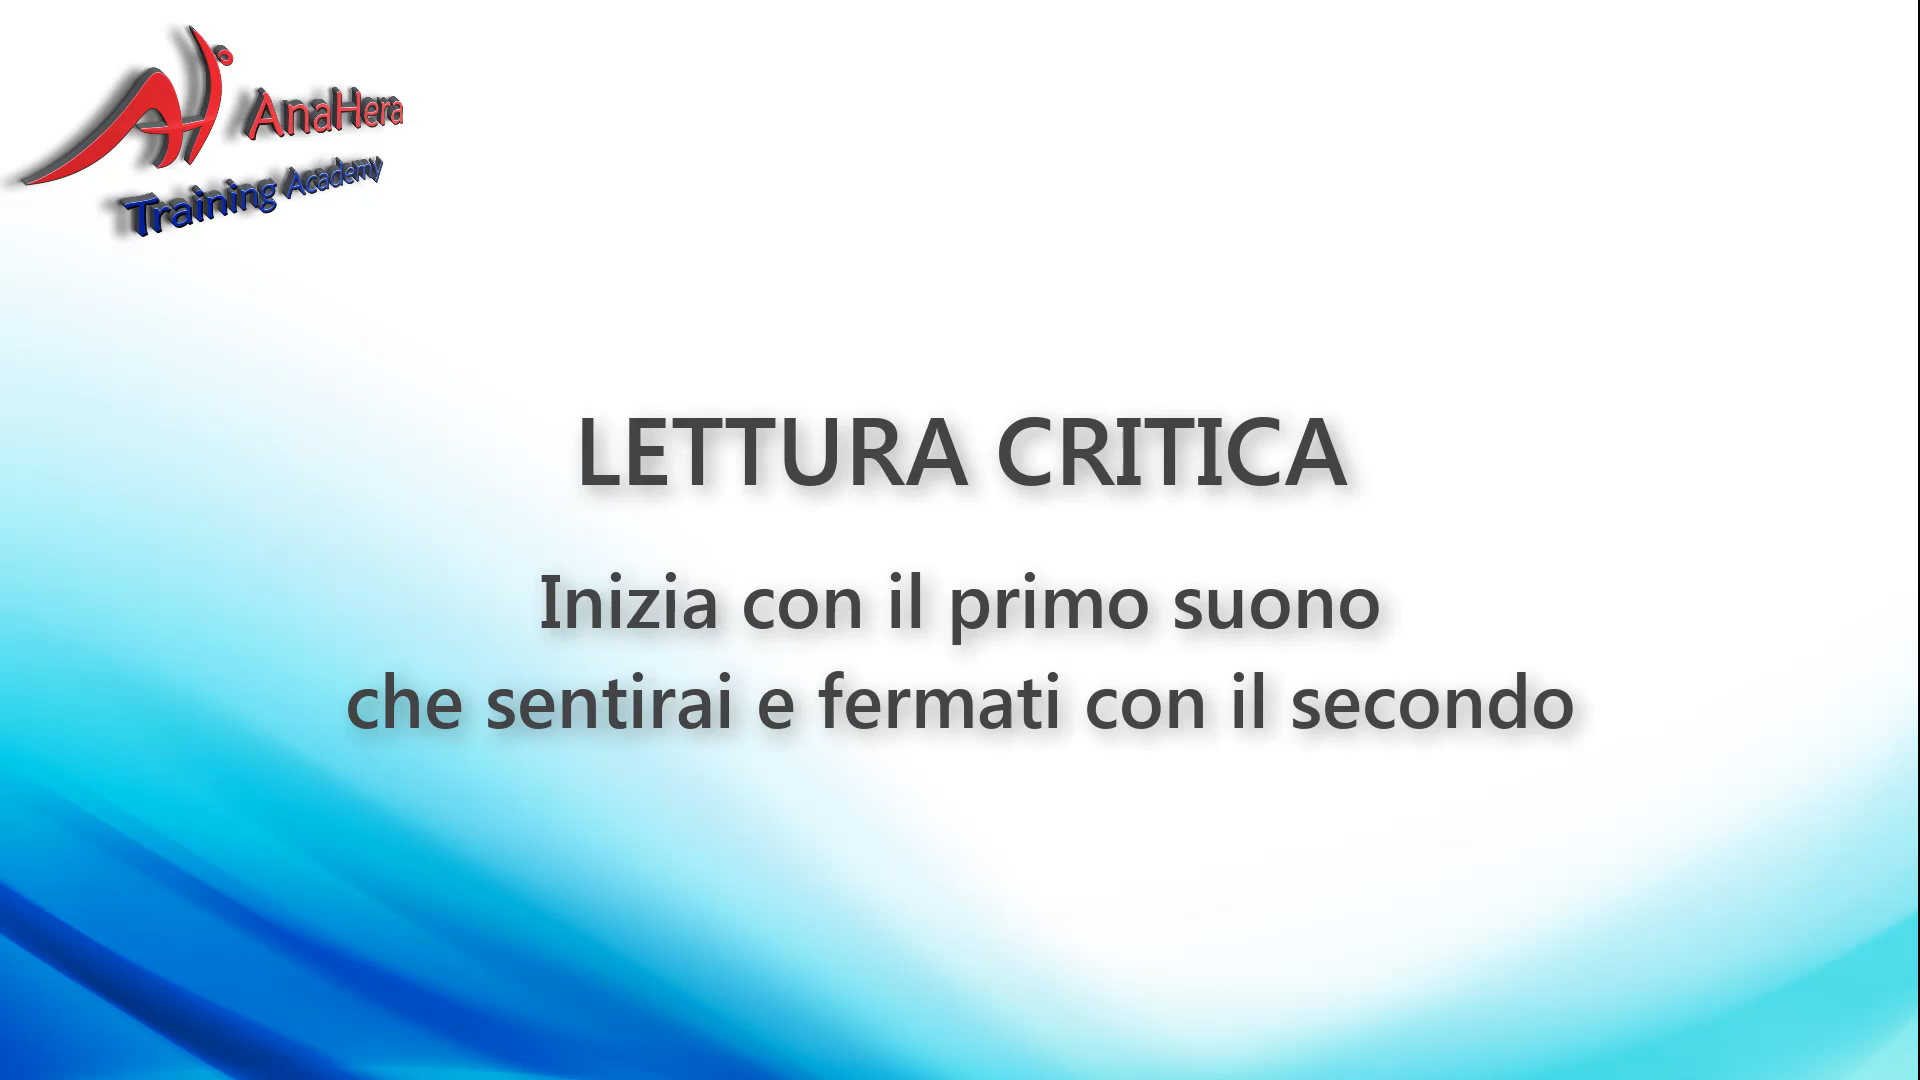 AnaHera
Training Academy
LETTURA CRITICA
Inizia con il primo suono
che sentirai e fermati con il secondo